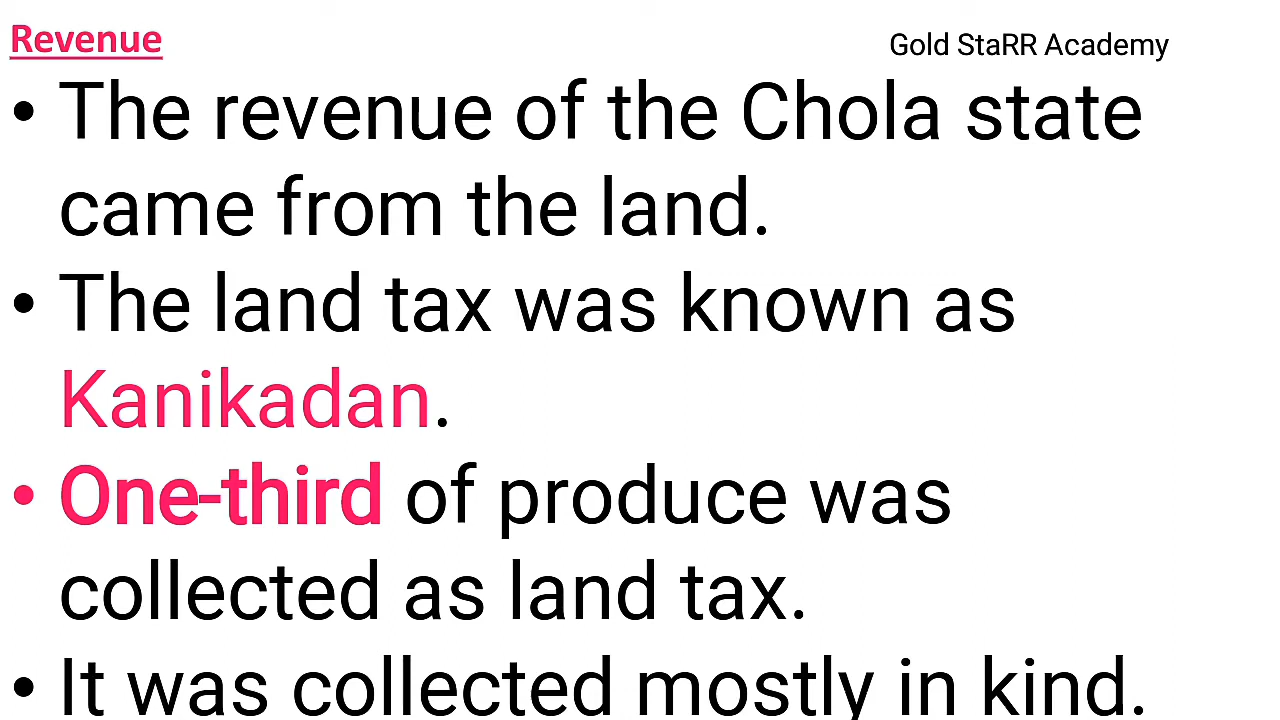 Revenue
Gold StaRR Academy
• The revenue of the Chola state
came from the land.
• The land tax was known as
Kanikadan.
• One-third of produce was
collected as land tax.
• It was collected mostly in kind.